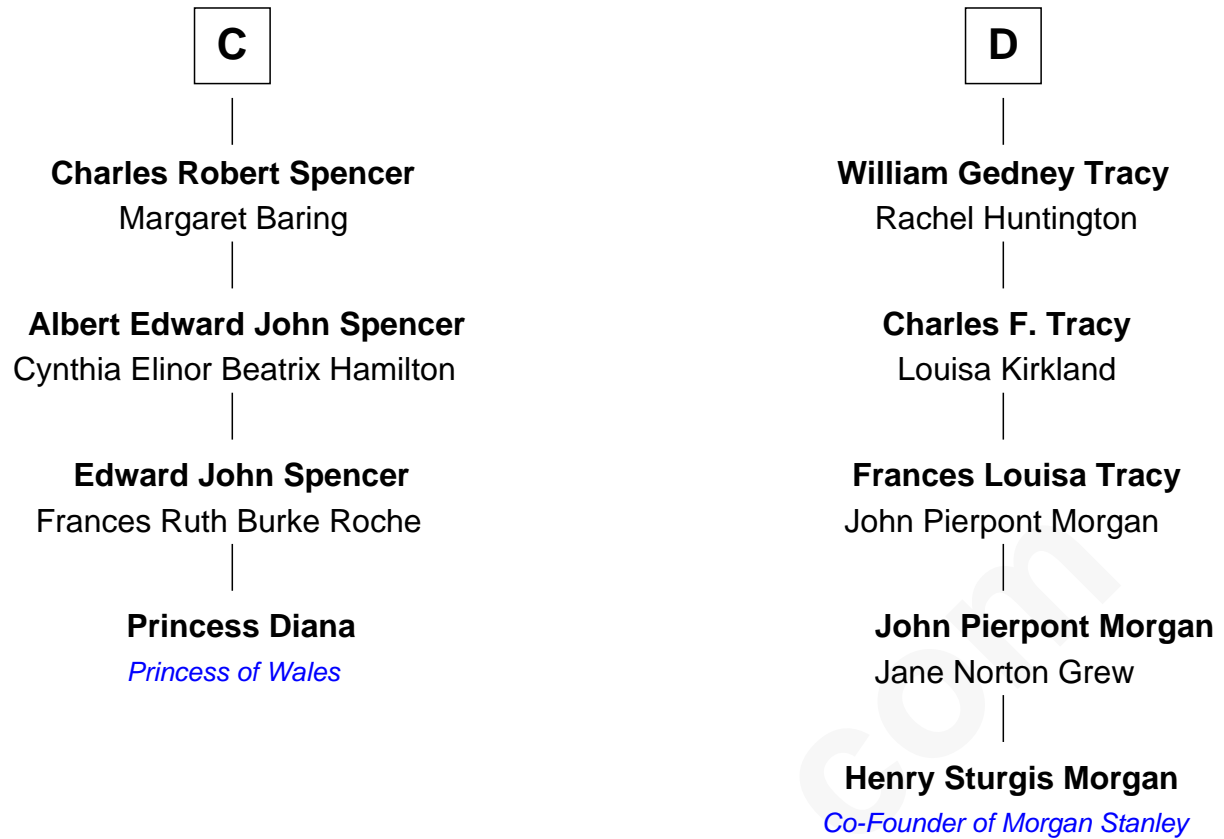 C
Charles Robert Spencer
Margaret Baring
Albert Edward John Spencer
Cynthia Elinor Beatrix Hamilton
Edward John Spencer
Frances Ruth Burke Roche
Princess Diana
Princess of Wales
D
William Gedney Tracy
Rachel Huntington
Charles F. Tracy
Louisa Kirkland
Frances Louisa Tracy
John Pierpont Morgan
John Pierpont Morgan
Jane Norton Grew
Henry Sturgis Morgan
Co-Founder of Morgan Stanley
com